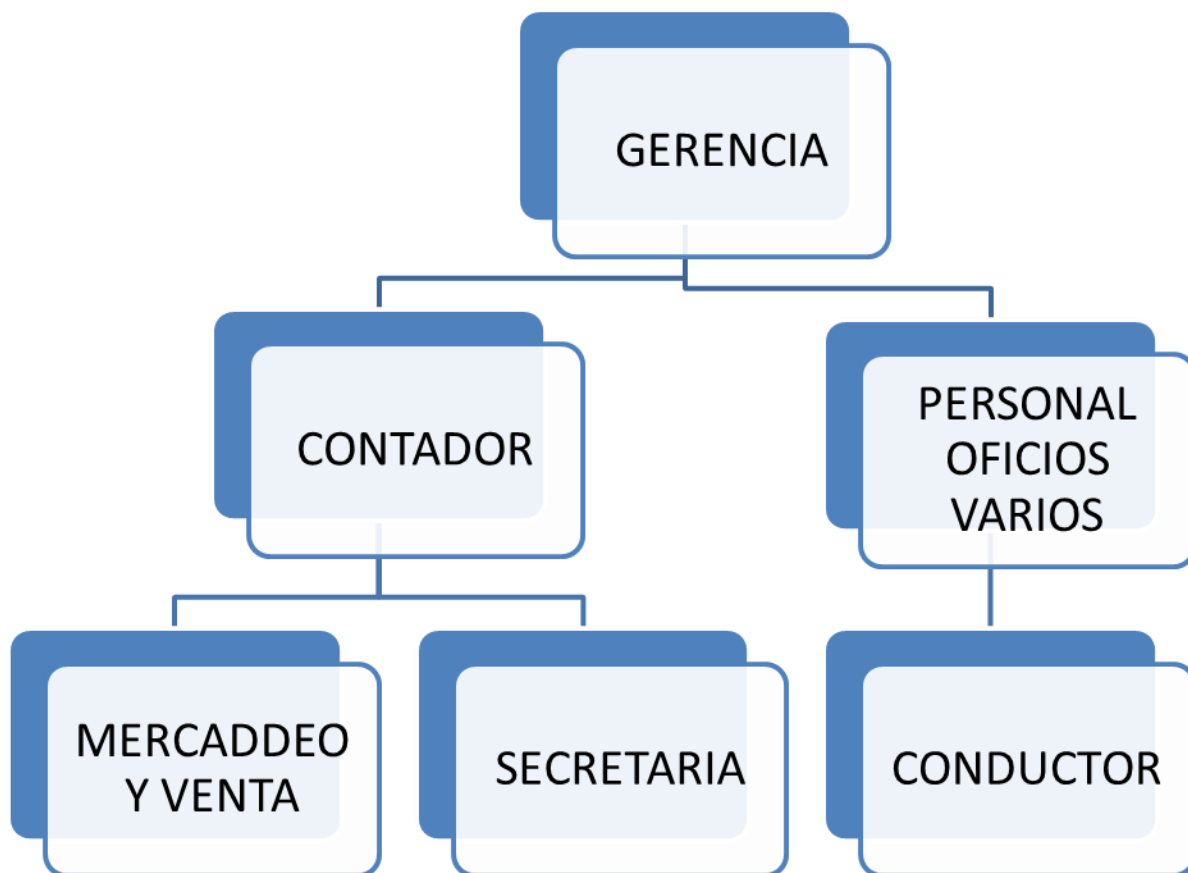 GERENCIA
CONTADOR
PERSONAL
OFICIOS
VARIOS
MERCADDEO
Y VENTA
SECRETARIA
CONDUCTOR